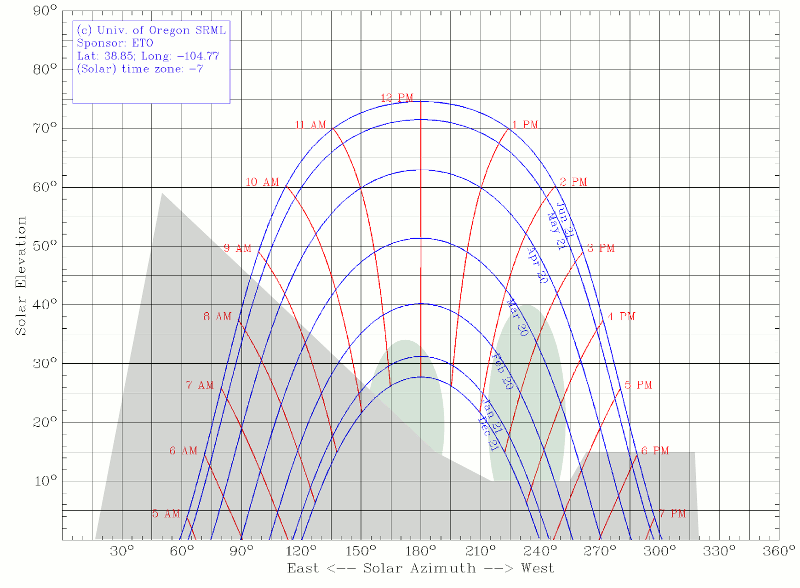 90°
(c) Univ. of Oregon SRML
Sponsor: ETO
Lat: 38.85; Long: −104.77
(Solar) time zone: −7
80°
12 PM
70°
11 AM
1 PM
60°
10 AM
2 PM
Jun 21
May 21
50°
9 AM
3 PM
Apr 20
Solar Elevation
40°
8 AM
4 PM
Mar 20
30°
Feb 20
7 AM
5 PM
20°
Jan 21
Dec 21
6 AM
6 PM
10°
5 AM
7 PM
30° 60° 90° 120° 150° 180° 210° 240° 270° 300° 330° 360°
East <−− Solar Azimuth −−> West